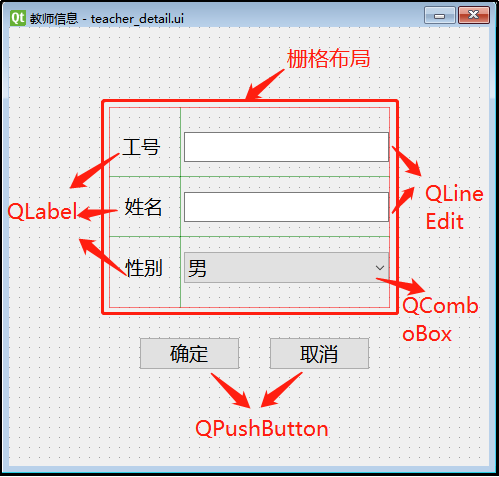 Qt 教师信息 - teacher_detail.ui
栅格布局
工号
姓名
QLabel
QLine
Edit
性别 男
QComb
oBox
确定 取消
QPushButton